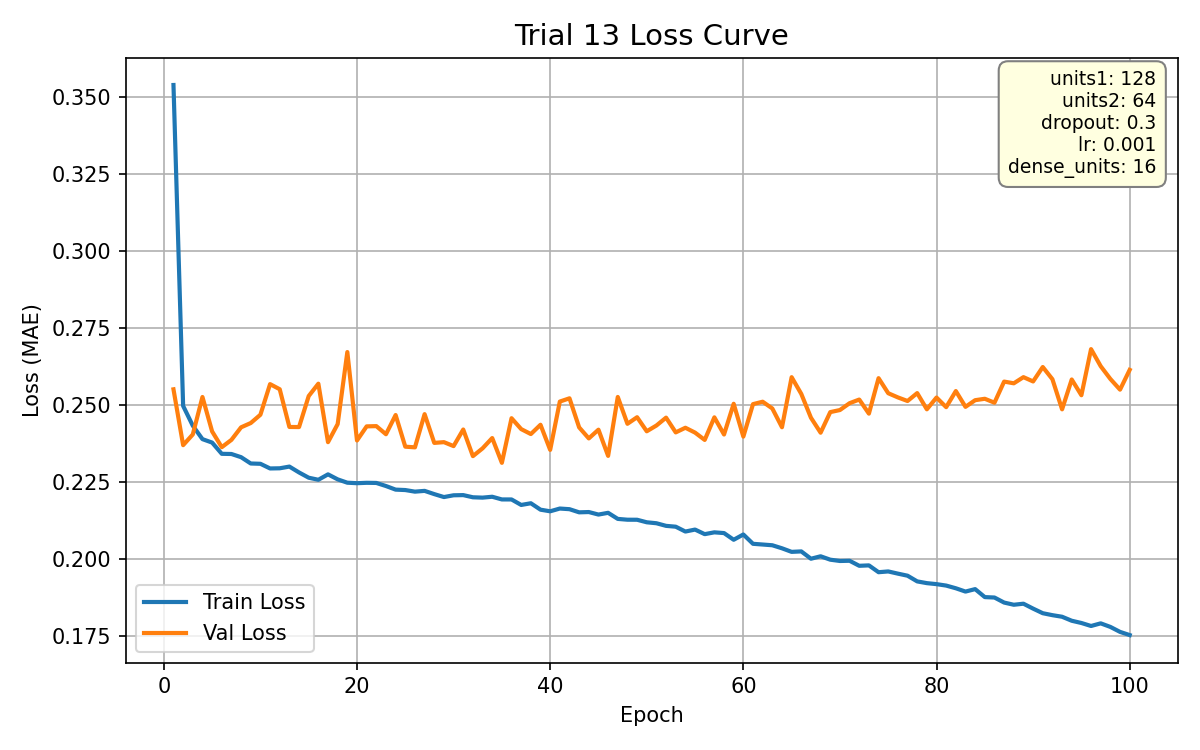 Trial 13 Loss Curve
units1: 128
units2: 64
dropout: 0.3
lr: 0.001
dense_units: 16
Loss (MAE)
0.350
0.325
0.300
0.275
0.250
0.225
0.200
0.175
Train Loss
Val Loss
0 20 40 60 80 100
Epoch